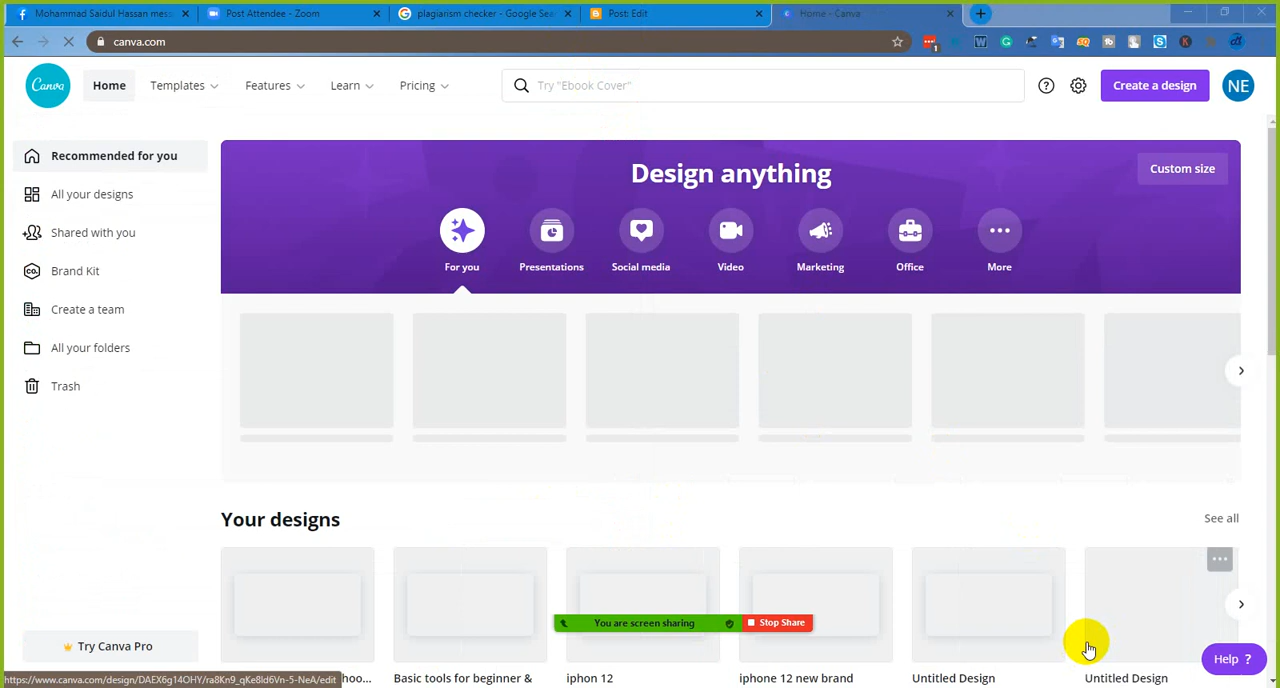 Mohammad Saidul Hassan mess
Post Attendee - Zoom
plagiarism checker - Google Sea
Post: Edit
Home - Canva
canva.com
1
Canva
Home
Templates
Features
Learn
Pricing
Try "Ebook Cover"
Create a design
NE
Recommended for you
All your designs
Shared with you
Brand Kit
Create a team
All your folders
Trash
Design anything
Custom size
For you
Presentations
Social media
Video
Marketing
Office
More
Your designs
See all
You are screen sharing
Stop Share
Try Canva Pro
Help ?
https://www.canva.com/design/DAEX6g14OHY/ra8Kn9_qKe8ld6Vn-5-NeA/edit
Basic tools for beginner &
iphon 12
iphone 12 new brand
Untitled Design
Untitled Design